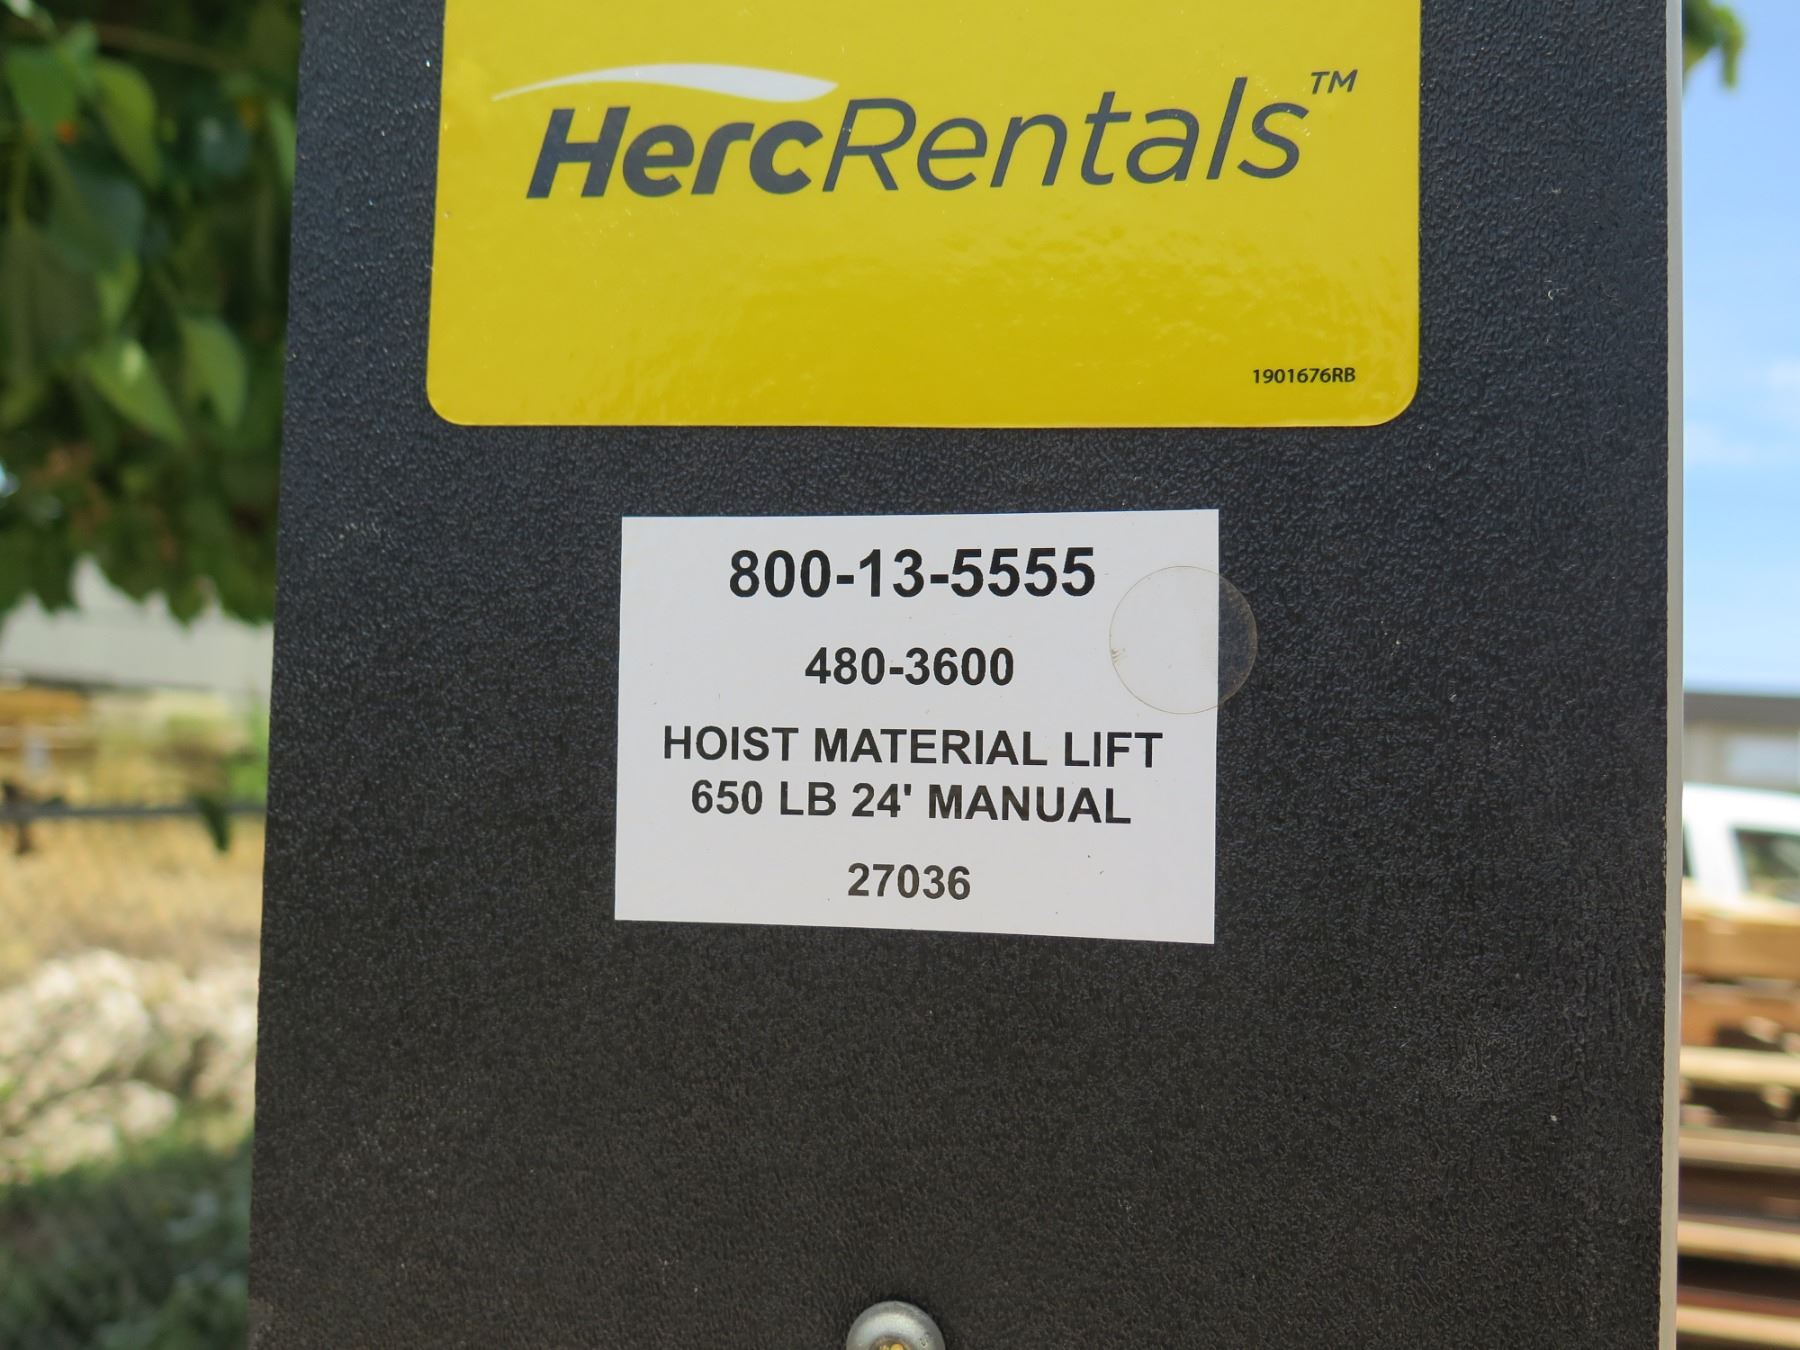 HercRentals™
1901676RB
800-13-5555
480-3600
HOIST MATERIAL LIFT
650 LB 24' MANUAL
27036